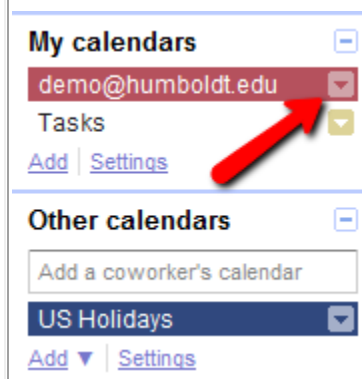 My calendars
demo@humboldt.edu
Tasks
Add | Settings
Other calendars
Add a coworker's calendar
US Holidays
Add ▼ | Settings